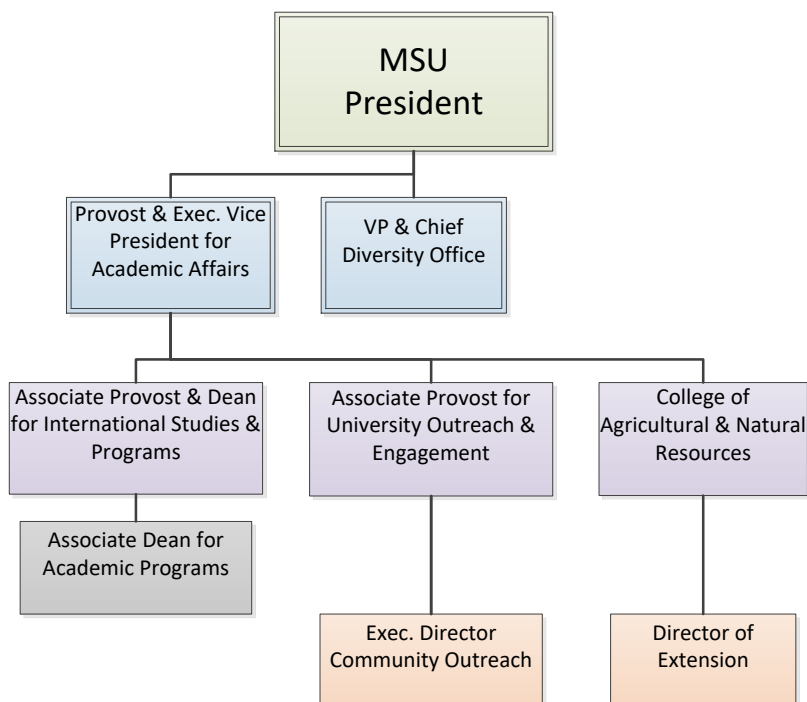 MSU
President
Provost & Exec. Vice
President for
Academic Affairs
VP & Chief
Diversity Office
Associate Provost & Dean
for International Studies &
Programs
Associate Provost for
University Outreach &
Engagement
College of
Agricultural & Natural
Resources
Associate Dean for
Academic Programs
Exec. Director
Community Outreach
Director of
Extension